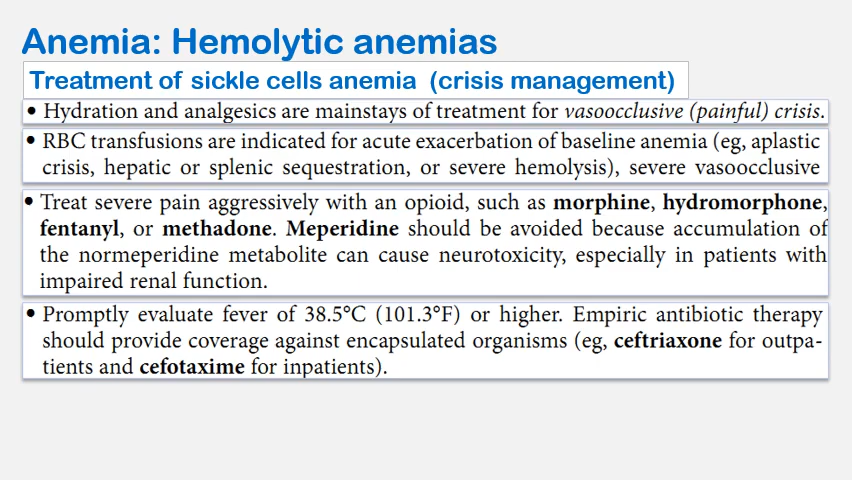 Anemia: Hemolytic anemias
Treatment of sickle cells anemia (crisis management)
• Hydration and analgesics are mainstays of treatment for vasoocclusive (painful) crisis.
• RBC transfusions are indicated for acute exacerbation of baseline anemia (eg, aplastic
crisis, hepatic or splenic sequestration, or severe hemolysis), severe vasoocclusive
• Treat severe pain aggressively with an opioid, such as morphine, hydromorphone,
fentanyl, or methadone. Meperidine should be avoided because accumulation of
the normeperidine metabolite can cause neurotoxicity, especially in patients with
impaired renal function.
• Promptly evaluate fever of 38.5°C (101.3°F) or higher. Empiric antibiotic therapy
should provide coverage against encapsulated organisms (eg, ceftriaxone for outpa-
tients and cefotaxime for inpatients).